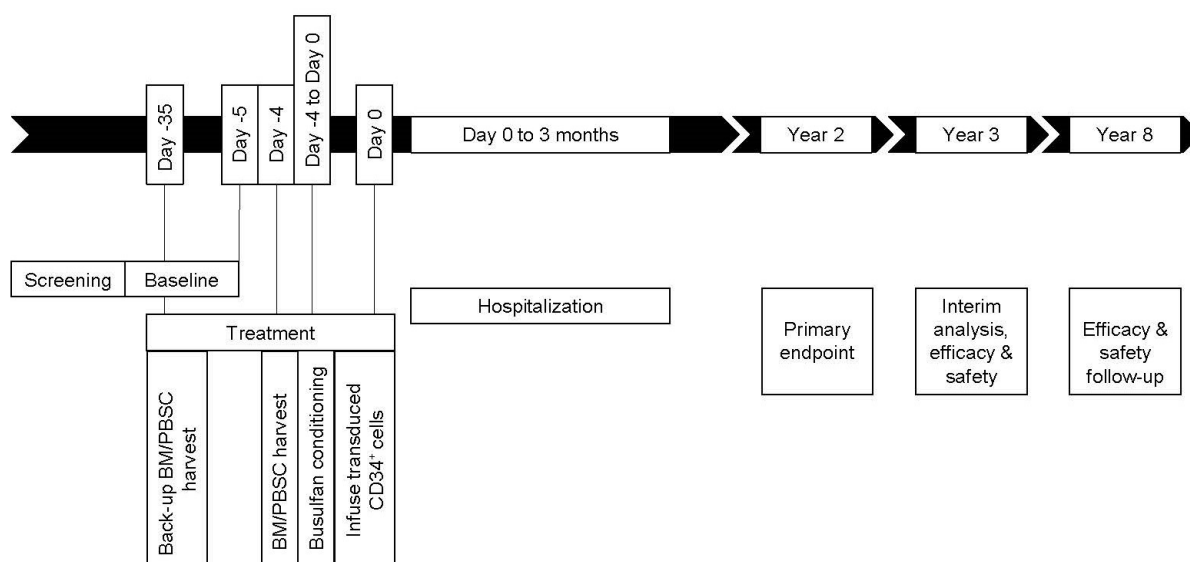 Day -35
Day -5
Day -4
Day -4 to Day 0
Day 0
Day 0 to 3 months
Year 2
Year 3
Year 8
Screening
Baseline
Hospitalization
Primary
endpoint
Interim
analysis,
efficacy &
safety
Efficacy &
safety
follow-up
Treatment
Back-up BM/PBSC
harvest
BM/PBSC harvest
Busulfan conditioning
Infuse transduced
CD34⁺ cells